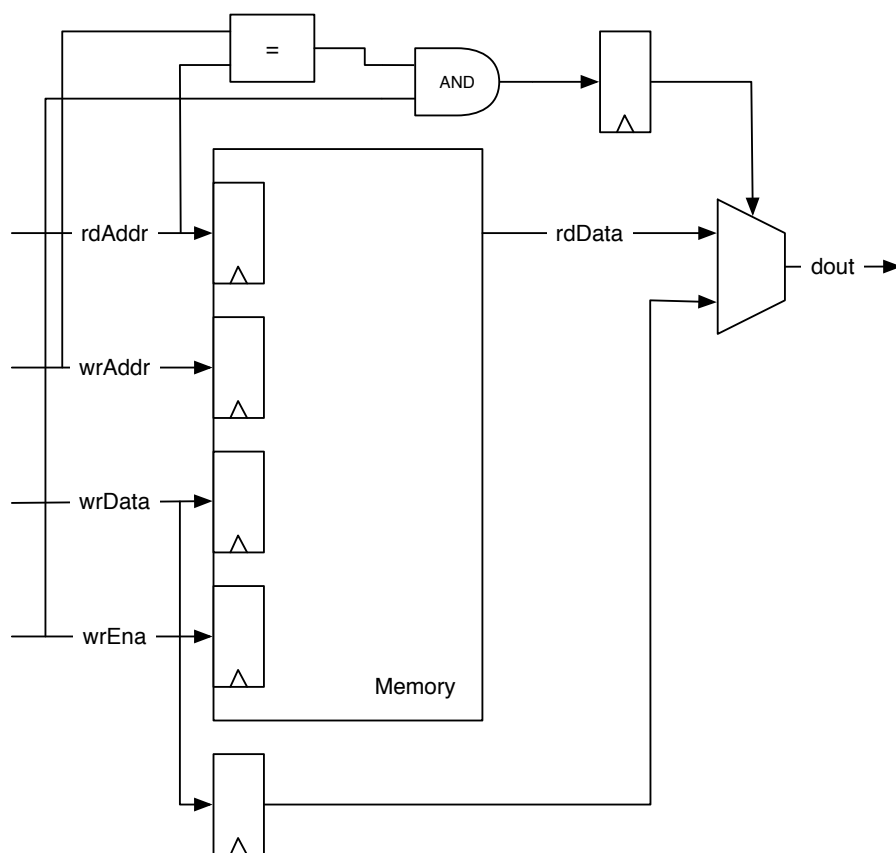 =
AND
rdAddr
rdData
dout
wrAddr
wrData
wrEna
Memory